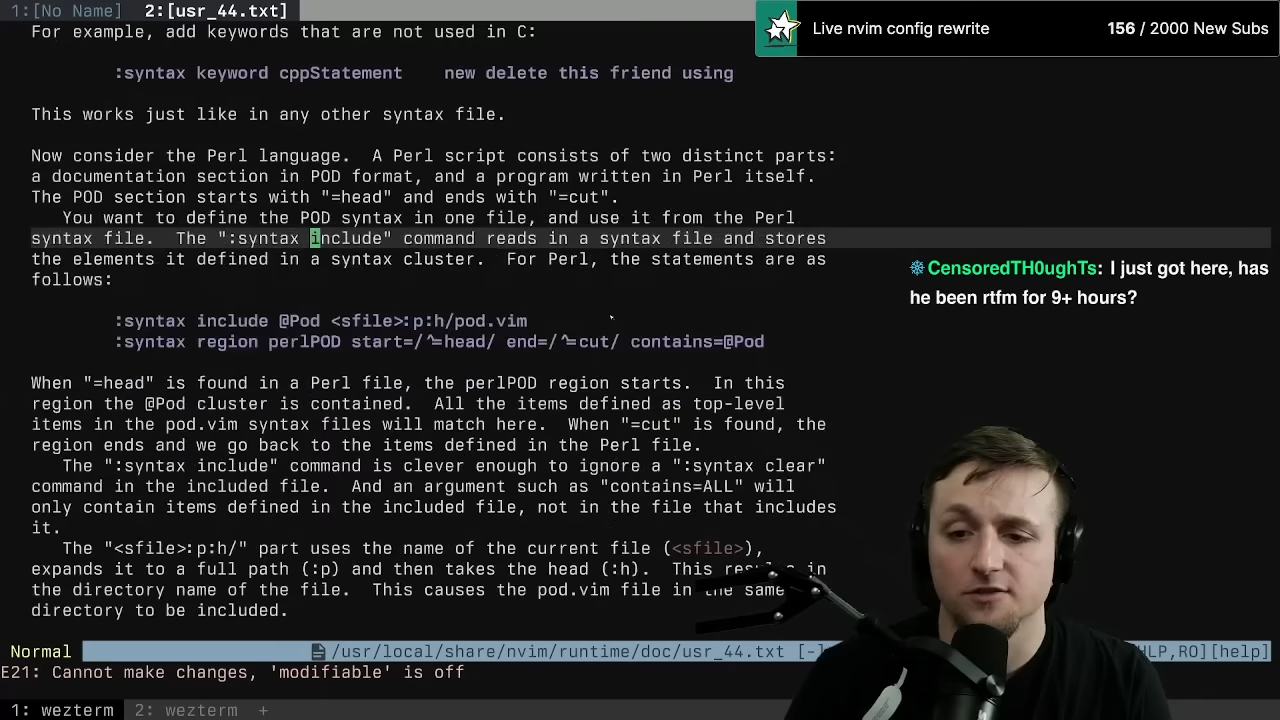 1:[No Name] 2:[usr_44.txt]
Live nvim config rewrite 156 / 2000 New Subs
For example, add keywords that are not used in C:
:syntax keyword cppStatement new delete this friend using
This works just like in any other syntax file.
Now consider the Perl language. A Perl script consists of two distinct parts:
a documentation section in POD format, and a program written in Perl itself.
The POD section starts with "=head" and ends with "=cut".
You want to define the POD syntax in one file, and use it from the Perl
syntax file. The ":syntax include" command reads in a syntax file and stores
the elements it defined in a syntax cluster. For Perl, the statements are as
follows:
CensoredTH0ughTs: I just got here, has
he been rtfm for 9+ hours?
:syntax include @Pod <sfile>:p:h/pod.vim
:syntax region perlPOD start=/^=head/ end=/^=cut/ contains=@Pod
When "=head" is found in a Perl file, the perlPOD region starts. In this
region the @Pod cluster is contained. All the items defined as top-level
items in the pod.vim syntax files will match here. When "=cut" is found, the
region ends and we go back to the items defined in the Perl file.
The ":syntax include" command is clever enough to ignore a ":syntax clear"
command in the included file. And an argument such as "contains=ALL" will
only contain items defined in the included file, not in the file that includes
it.
The "<sfile>:p:h/" part uses the name of the current file (<sfile>),
expands it to a full path (:p) and then takes the head (:h). This in
the directory name of the file. This causes the pod.vim file in the same
directory to be included.
Normal /usr/local/share/nvim/runtime/doc/usr_44.txt [-] HLP,RO][help]
E21: Cannot make changes, 'modifiable' is off
1: wezterm 2: wezterm +